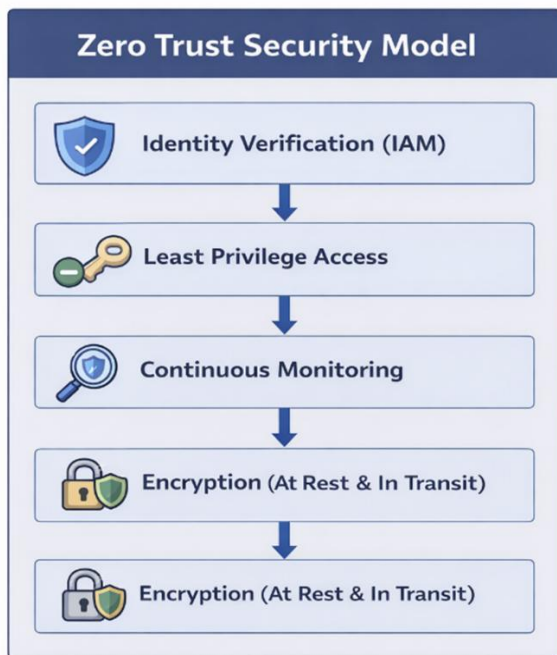 Zero Trust Security Model
Identity Verification (IAM)
Least Privilege Access
Continuous Monitoring
Encryption (At Rest & In Transit)
Encryption (At Rest & In Transit)